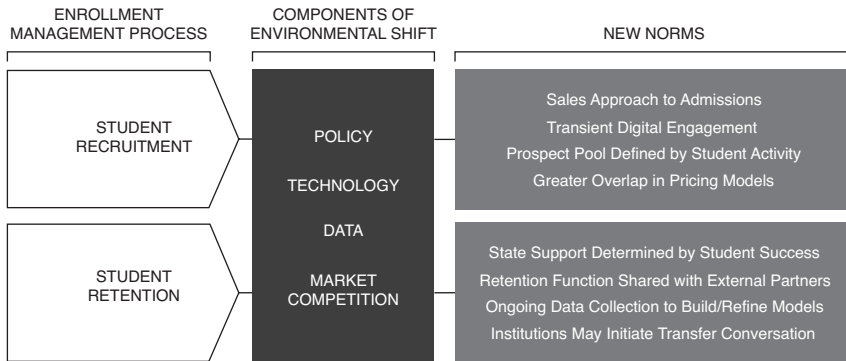 ENROLLMENT
MANAGEMENT PROCESS
COMPONENTS OF
ENVIRONMENTAL SHIFT
NEW NORMS
STUDENT
RECRUITMENT
POLICY
TECHNOLOGY
DATA
MARKET
COMPETITION
Sales Approach to Admissions
Transient Digital Engagement
Prospect Pool Defined by Student Activity
Greater Overlap in Pricing Models
STUDENT
RETENTION
State Support Determined by Student Success
Retention Function Shared with External Partners
Ongoing Data Collection to Build/Refine Models
Institutions May Initiate Transfer Conversation